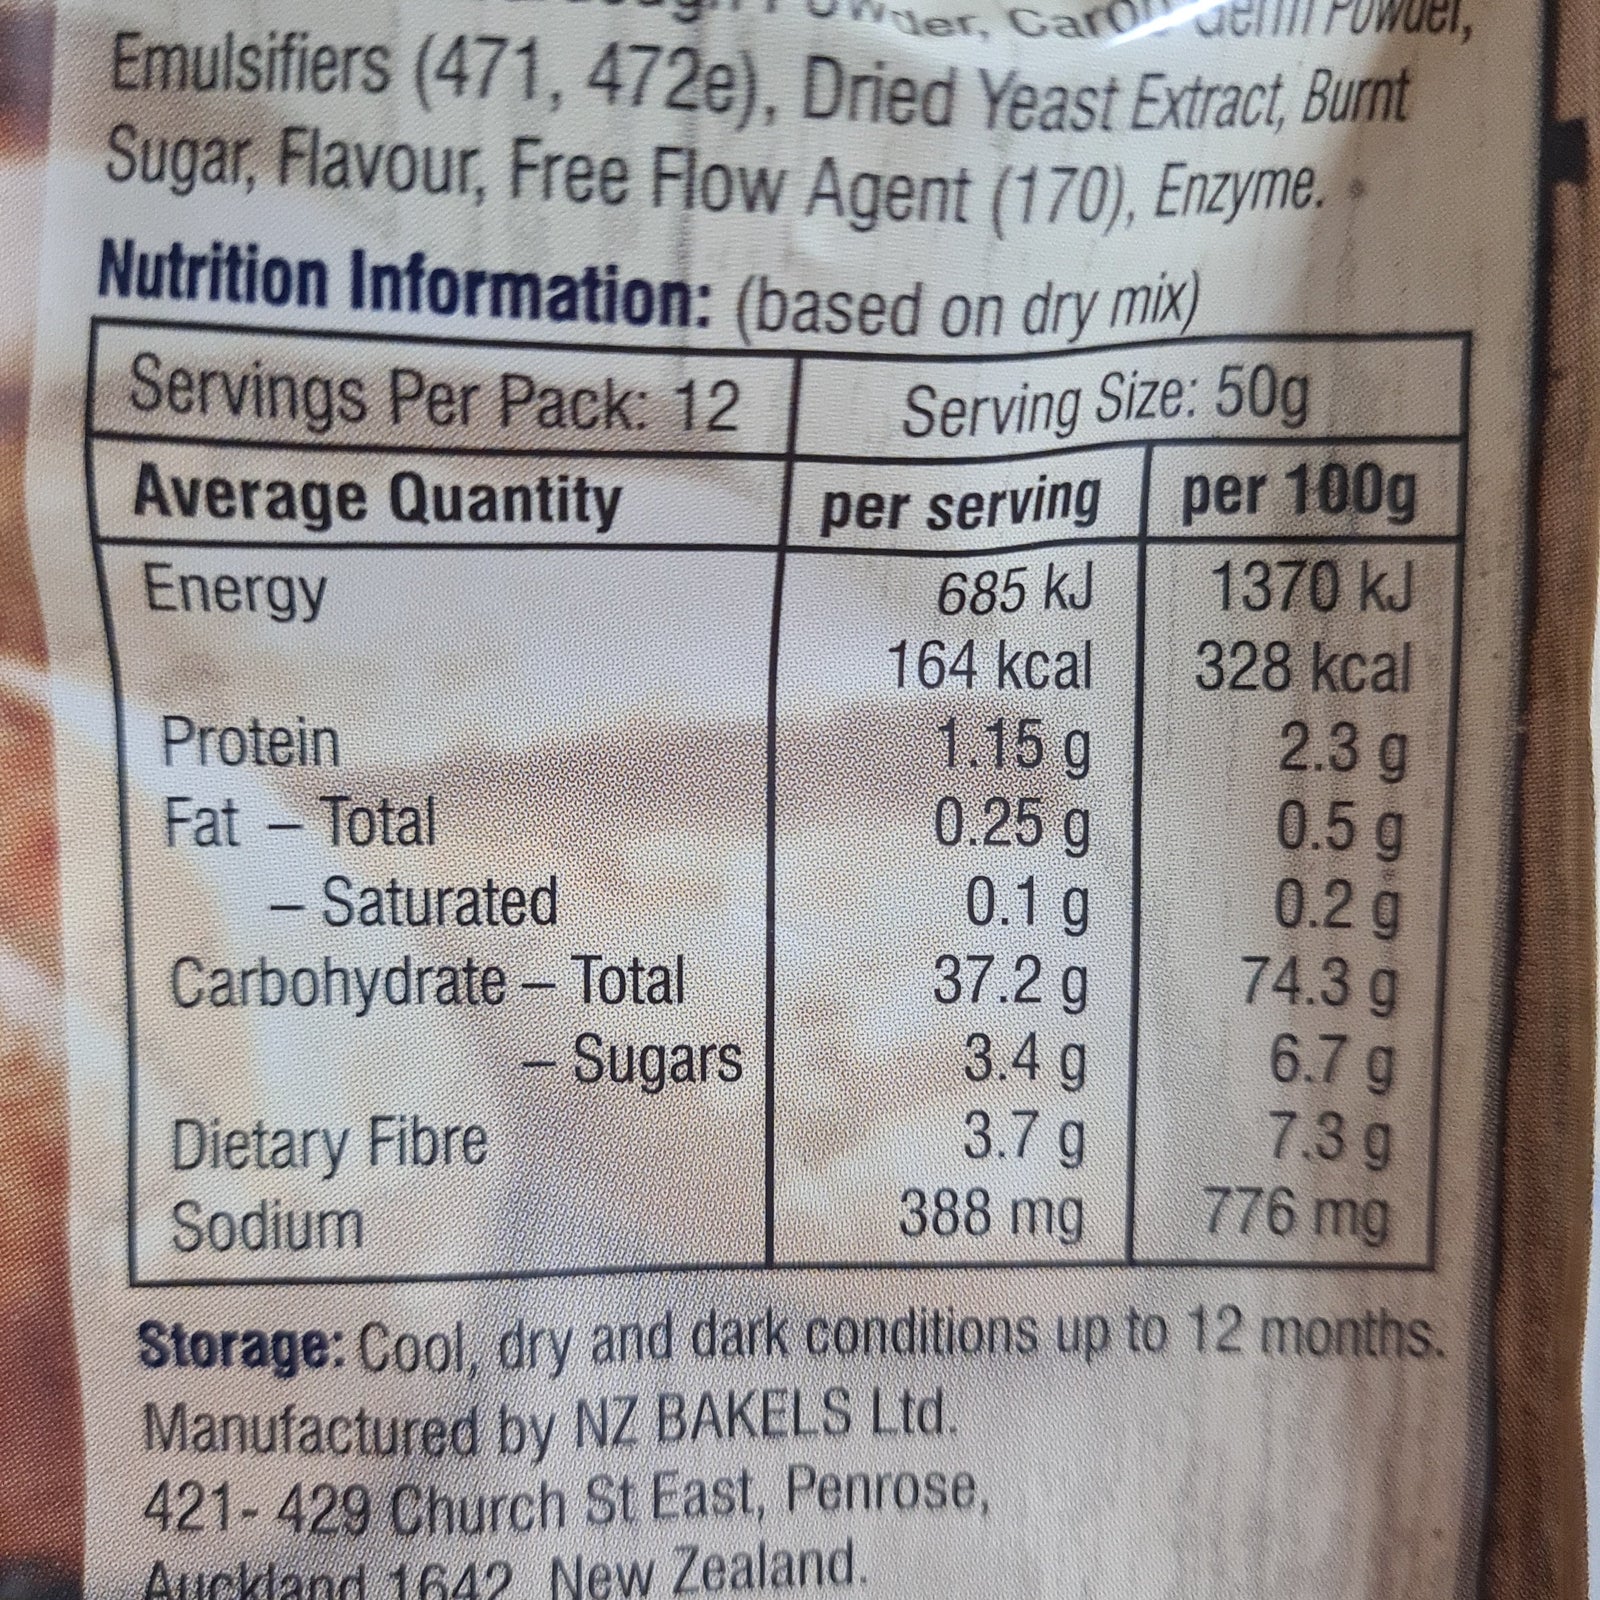 Powder, Carob Germ Powder,
Emulsifiers (471, 472e), Dried Yeast Extract, Burnt
Sugar, Flavour, Free Flow Agent (170), Enzyme.
Nutrition Information: (based on dry mix)
Servings Per Pack: 12 Serving Size: 50g
Average Quantity per serving per 100g
Energy 685 kJ 1370 kJ
164 kcal 328 kcal
Protein 1.15 g 2.3 g
Fat – Total 0.25 g 0.5 g
– Saturated 0.1 g 0.2 g
Carbohydrate – Total 37.2 g 74.3 g
– Sugars 3.4 g 6.7 g
Dietary Fibre 3.7 g 7.3 g
Sodium 388 mg 776 mg
Storage: Cool, dry and dark conditions up to 12 months.
Manufactured by NZ BAKELS Ltd.
421- 429 Church St East, Penrose,
Auckland 1642 New Zealand.